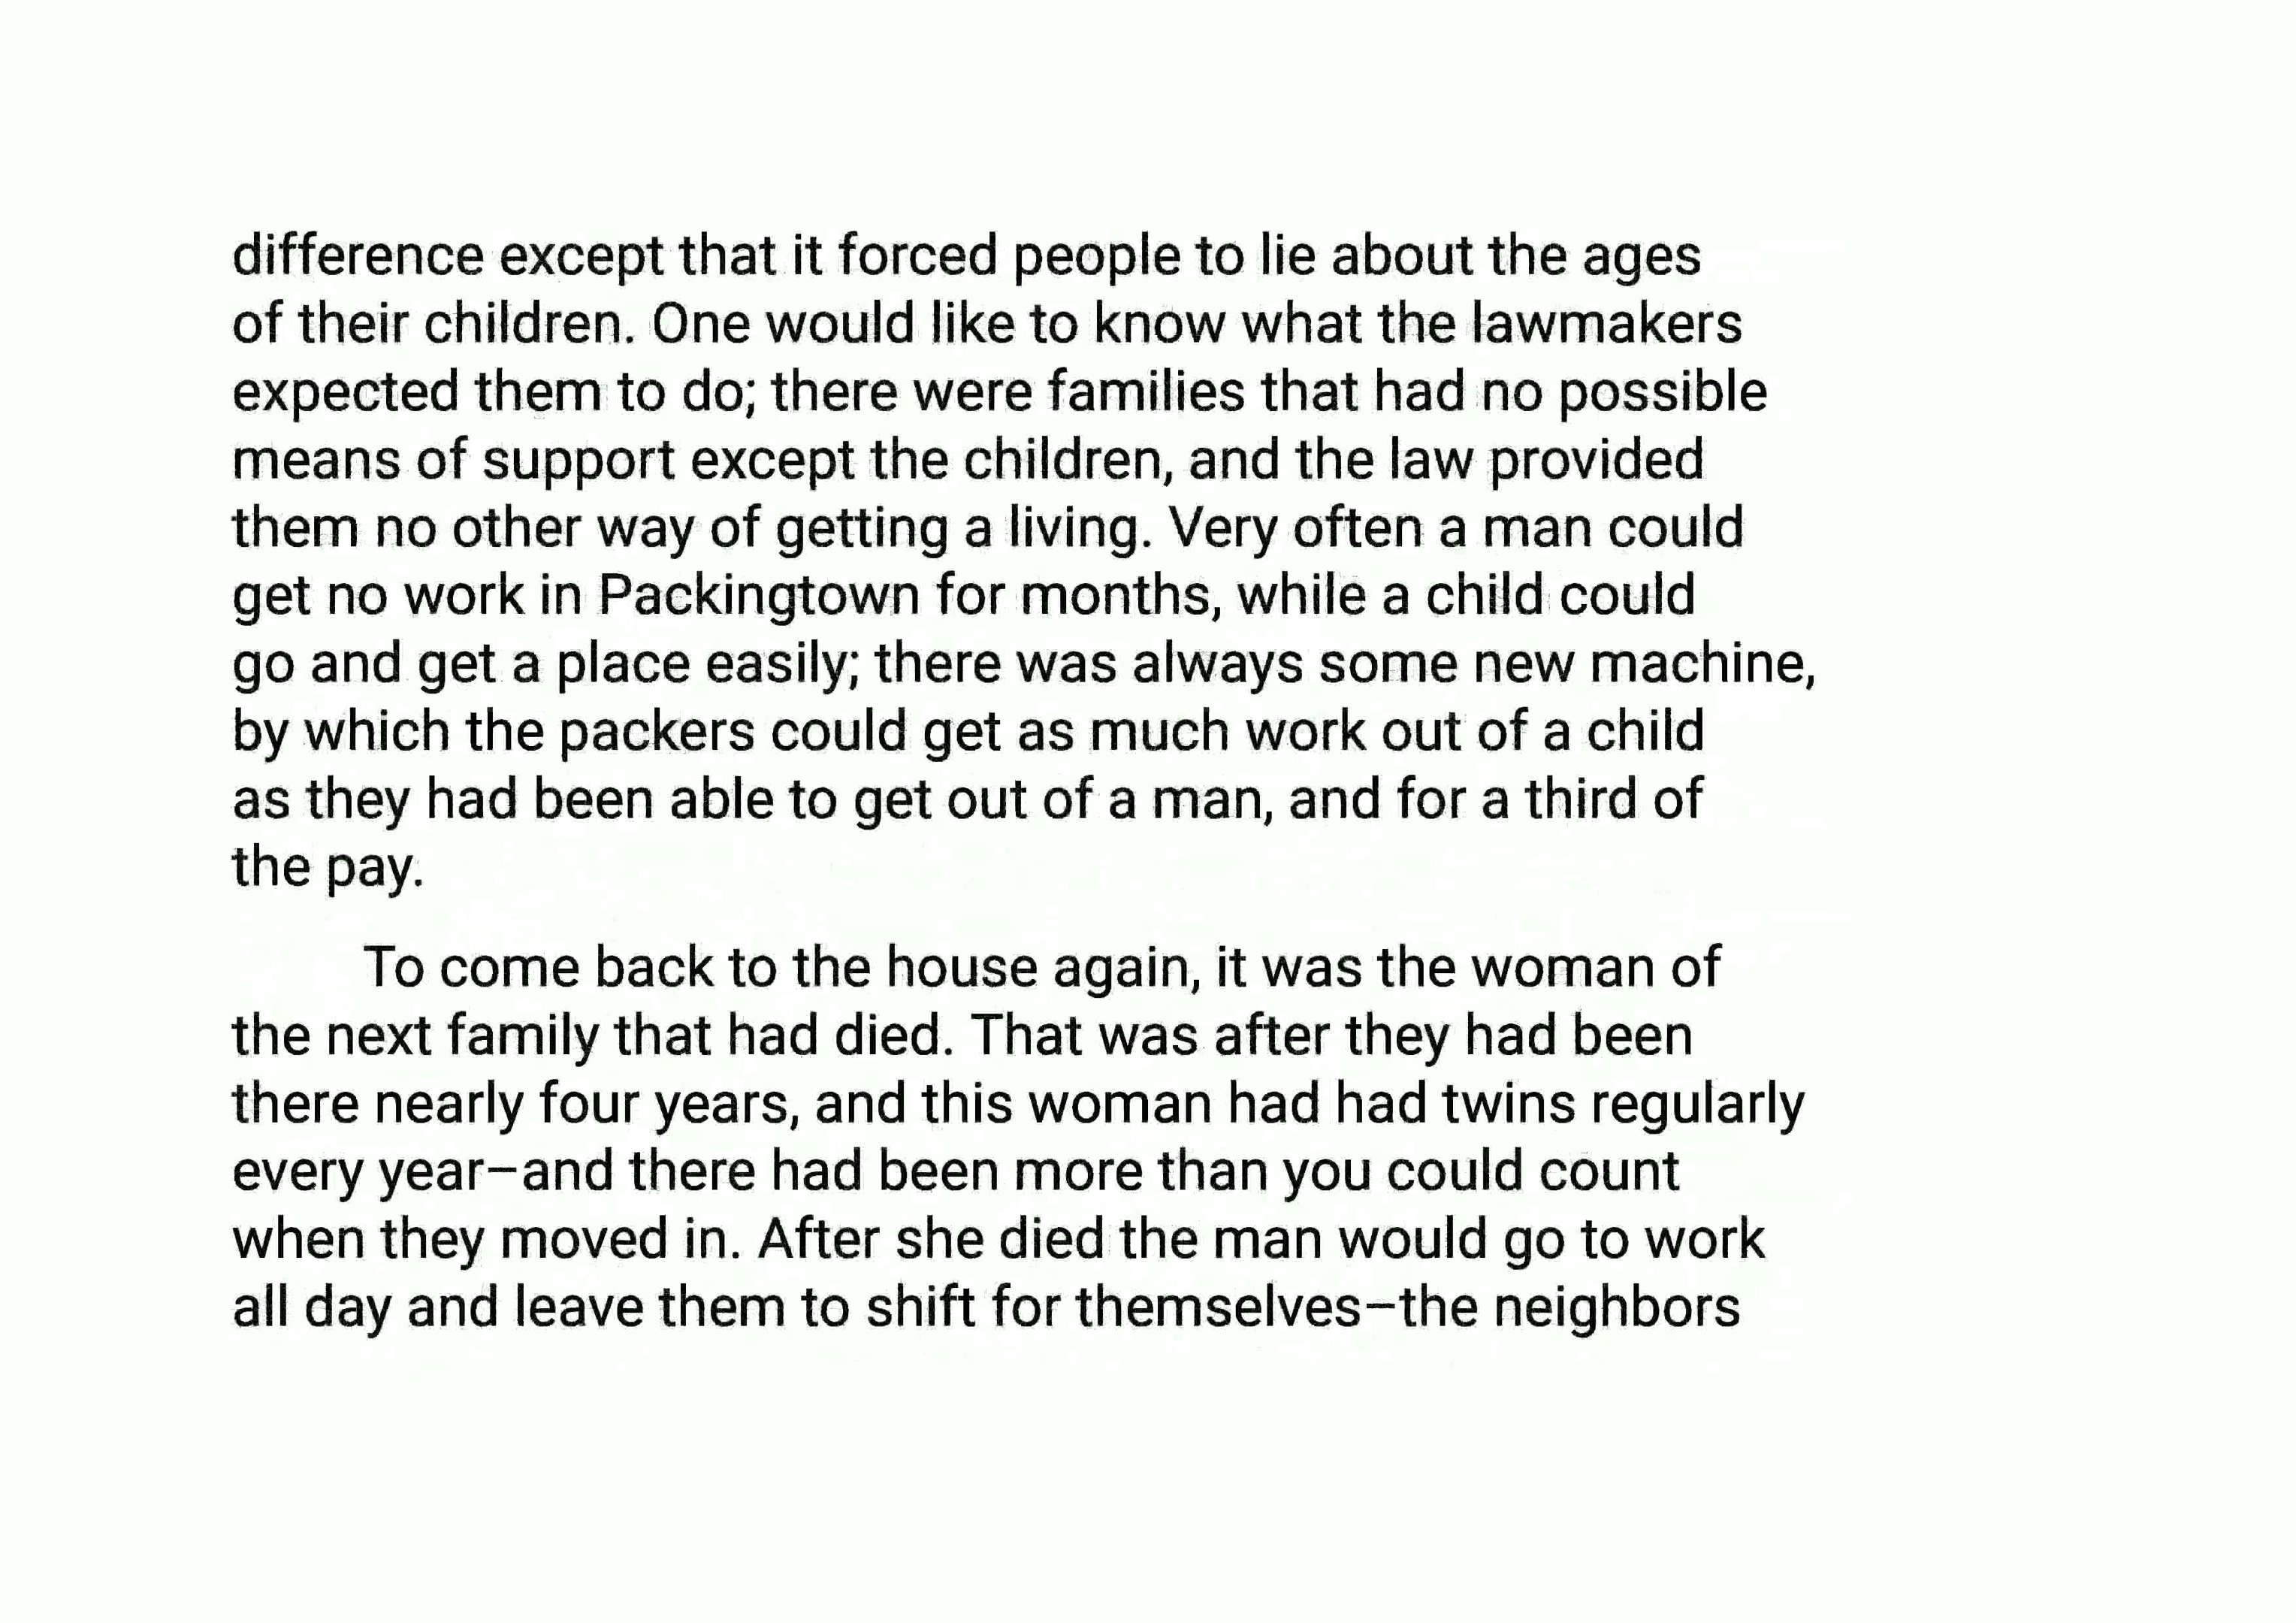 difference except that it forced people to lie about the ages
of their children. One would like to know what the lawmakers
expected them to do; there were families that had no possible
means of support except the children, and the law provided
them no other way of getting a living. Very often a man could
get no work in Packingtown for months, while a child could
go and get a place easily; there was always some new machine,
by which the packers could get as much work out of a child
as they had been able to get out of a man, and for a third of
the pay.
To come back to the house again, it was the woman of
the next family that had died. That was after they had been
there nearly four years, and this woman had had twins regularly
every year–and there had been more than you could count
when they moved in. After she died the man would go to work
all day and leave them to shift for themselves–the neighbors